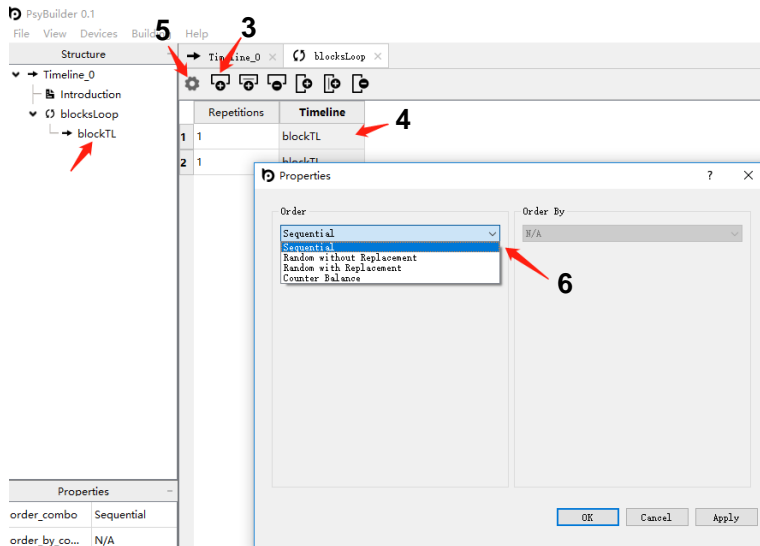 PsyBuilder 0.1
File View Devices Building Help
5 3
Structure
Timeline_0
blocksLoop
Timeline_0
Introduction
blocksLoop
blockTL
Repetitions Timeline
1 1 blockTL
4
2 1 blockTL
Properties ? ×
Order Order By
Sequential N/A
Sequential
Random without Replacement
Random with Replacement
Counter Balance
6
Properties
order_combo Sequential
order_by_co... N/A
OK Cancel Apply